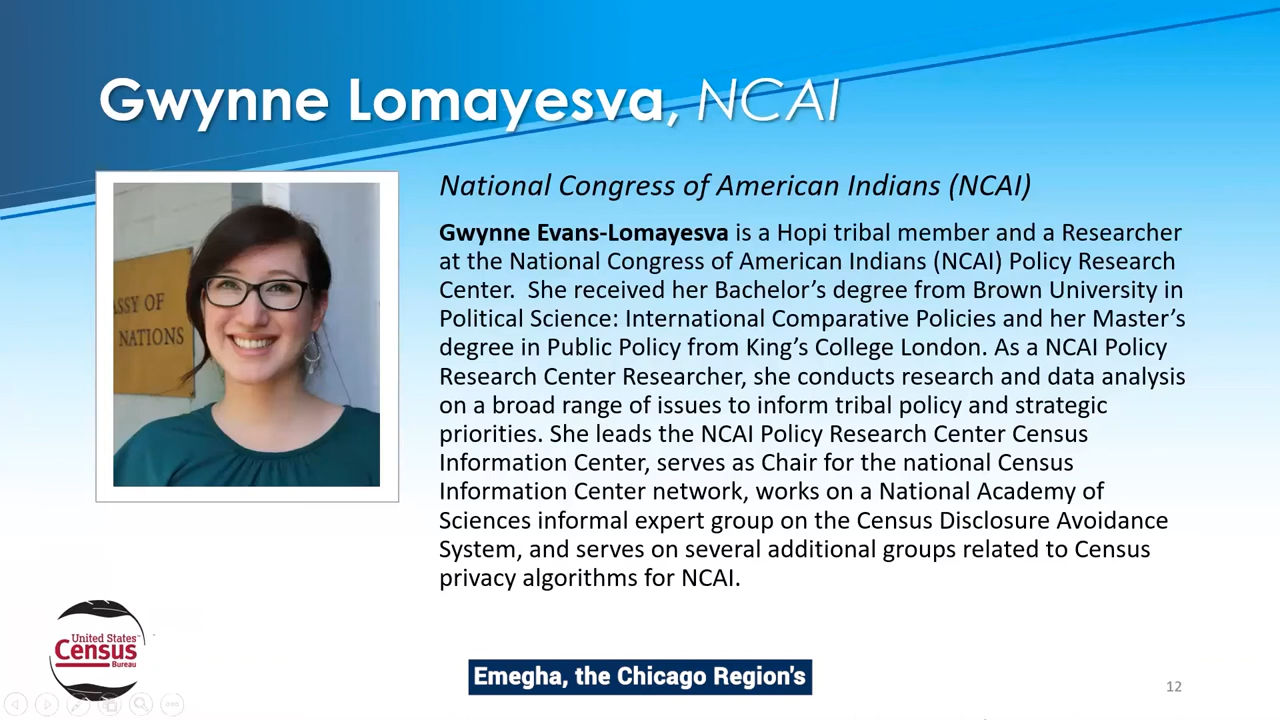 Gwynne Lomayesva, NCAI
ASSY OF
NATIONS
National Congress of American Indians (NCAI)
Gwynne Evans-Lomayesva is a Hopi tribal member and a Researcher
at the National Congress of American Indians (NCAI) Policy Research
Center.  She received her Bachelor’s degree from Brown University in
Political Science: International Comparative Policies and her Master’s
degree in Public Policy from King’s College London. As a NCAI Policy
Research Center Researcher, she conducts research and data analysis
on a broad range of issues to inform tribal policy and strategic
priorities. She leads the NCAI Policy Research Center Census
Information Center, serves as Chair for the national Census
Information Center network, works on a National Academy of
Sciences informal expert group on the Census Disclosure Avoidance
System, and serves on several additional groups related to Census
privacy algorithms for NCAI.
United States™
Census
Bureau
Emegha, the Chicago Region's
12